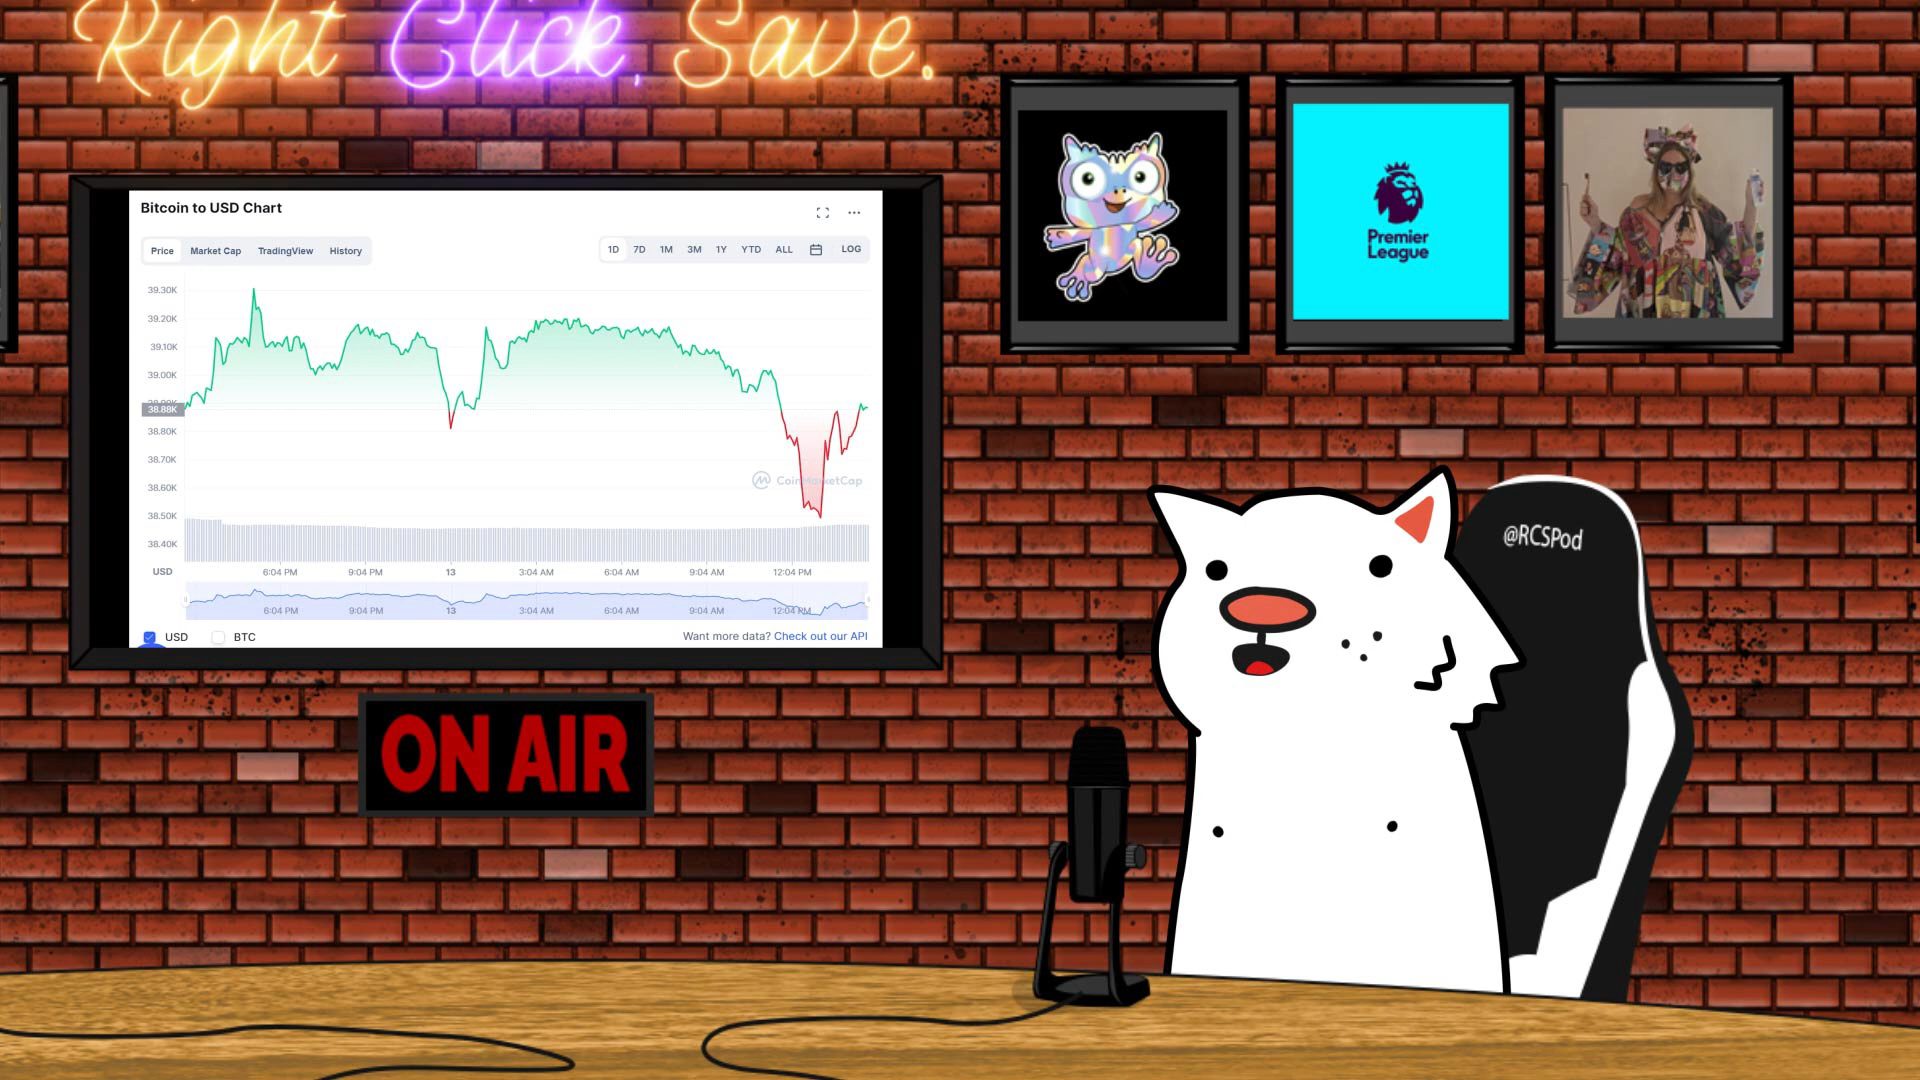 Right Click, Save.
Bitcoin to USD Chart
Price Market Cap TradingView History
1D 7D 1M 3M 1Y YTD ALL LOG
39.30K
39.20K
39.10K
39.00K
38.88K
38.80K
38.70K
38.60K
38.50K
38.40K
CoinMarketCap
USD 6:04 PM 9:04 PM 13 3:04 AM 6:04 AM 9:04 AM 12:04 PM
6:04 PM 9:04 PM 13 3:04 AM 6:04 AM 9:04 AM 12:04 PM
USD BTC Want more data? Check out our API
Premier
League
@RCSPod
ON AIR